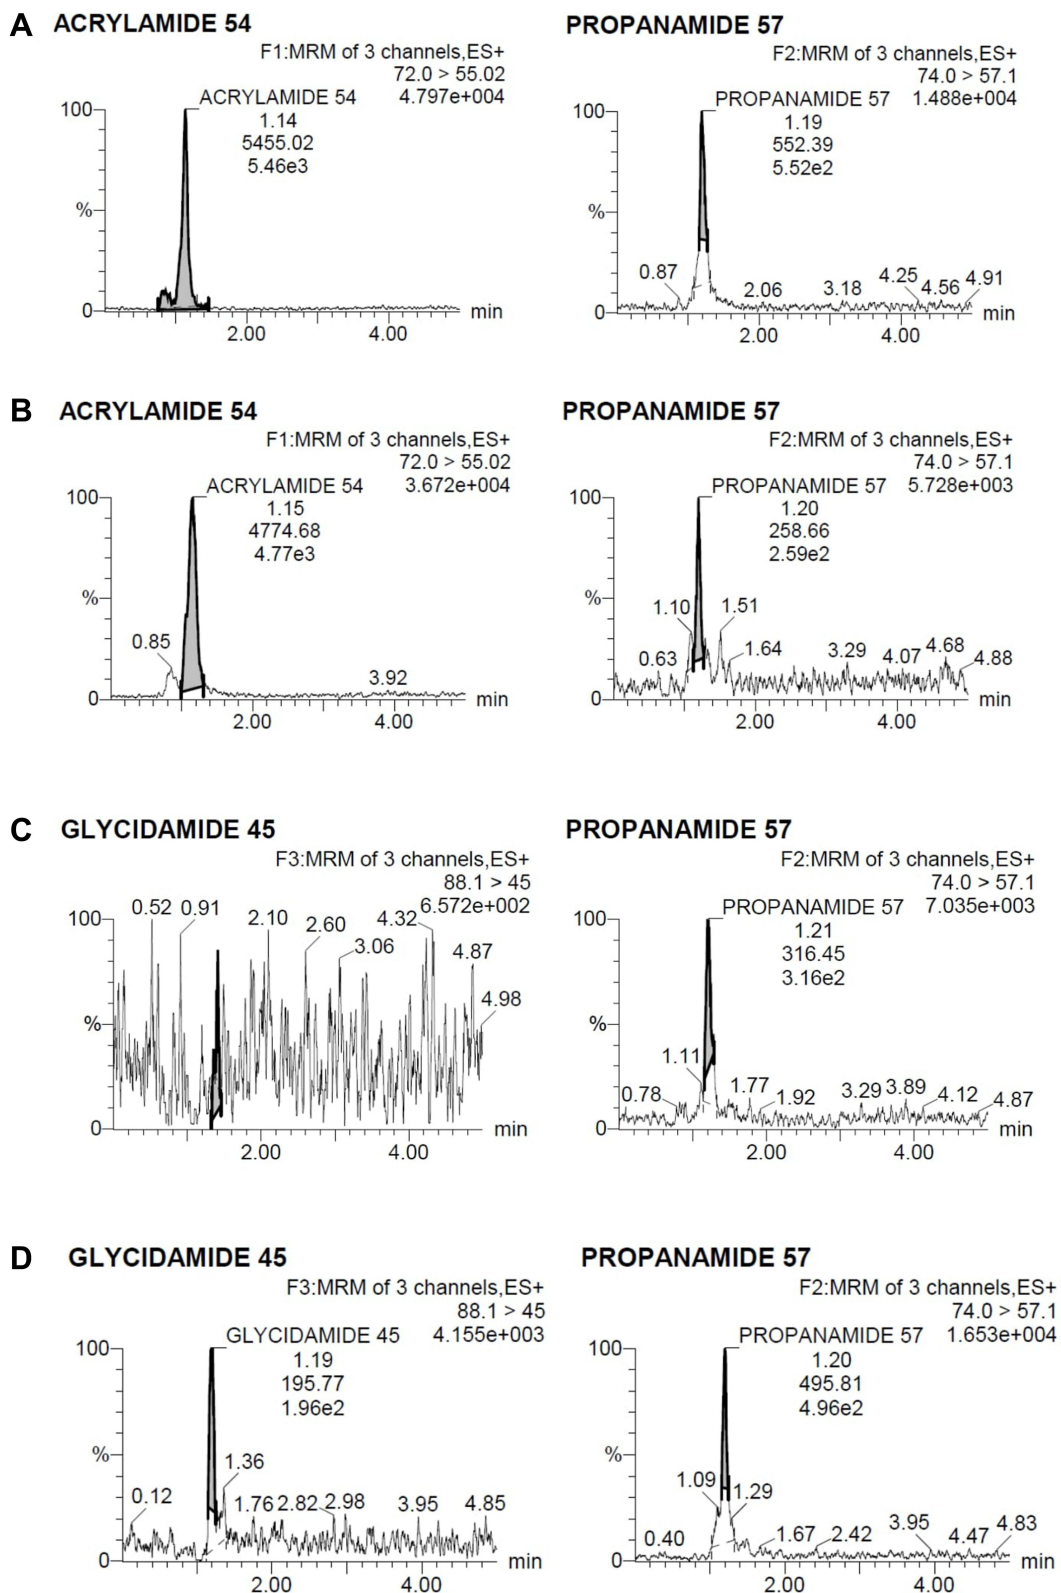 A ACRYLAMIDE 54
F1:MRM of 3 channels,ES+
72.0 > 55.02
ACRYLAMIDE 54 4.797e+004
1.14
5455.02
5.46e3
100
%
0
2.00 4.00 min
PROPANAMIDE 57
F2:MRM of 3 channels,ES+
74.0 > 57.1
PROPANAMIDE 57 1.488e+004
1.19
552.39
5.52e2
100
%
0.87 2.06 3.18 4.25 4.56 4.91
0
2.00 4.00 min
B ACRYLAMIDE 54
F1:MRM of 3 channels,ES+
72.0 > 55.02
ACRYLAMIDE 54 3.672e+004
1.15
4774.68
4.77e3
100
%
0.85 3.92
0
2.00 4.00 min
PROPANAMIDE 57
F2:MRM of 3 channels,ES+
74.0 > 57.1
PROPANAMIDE 57 5.728e+003
1.20
258.66
2.59e2
100
%
0.63 1.10 1.51 1.64 3.29 4.07 4.68 4.88
0
2.00 4.00 min
C GLYCIDAMIDE 45
F3:MRM of 3 channels,ES+
88.1 > 45
6.572e+002
100
%
0.52 0.91 2.10 2.60 3.06 4.32 4.87 4.98
0
2.00 4.00 min
PROPANAMIDE 57
F2:MRM of 3 channels,ES+
74.0 > 57.1
PROPANAMIDE 57 7.035e+003
1.21
316.45
3.16e2
100
%
0.78 1.11 1.77 1.92 3.29 3.89 4.12 4.87
0
2.00 4.00 min
D GLYCIDAMIDE 45
F3:MRM of 3 channels,ES+
88.1 > 45
GLYCIDAMIDE 45 4.155e+003
1.19
195.77
1.96e2
100
%
0.12 1.36 1.76 2.82 2.98 3.95 4.85
0
2.00 4.00 min
PROPANAMIDE 57
F2:MRM of 3 channels,ES+
74.0 > 57.1
PROPANAMIDE 57 1.653e+004
1.20
495.81
4.96e2
100
%
0.40 1.09 1.29 1.67 2.42 3.95 4.47 4.83
0
2.00 4.00 min